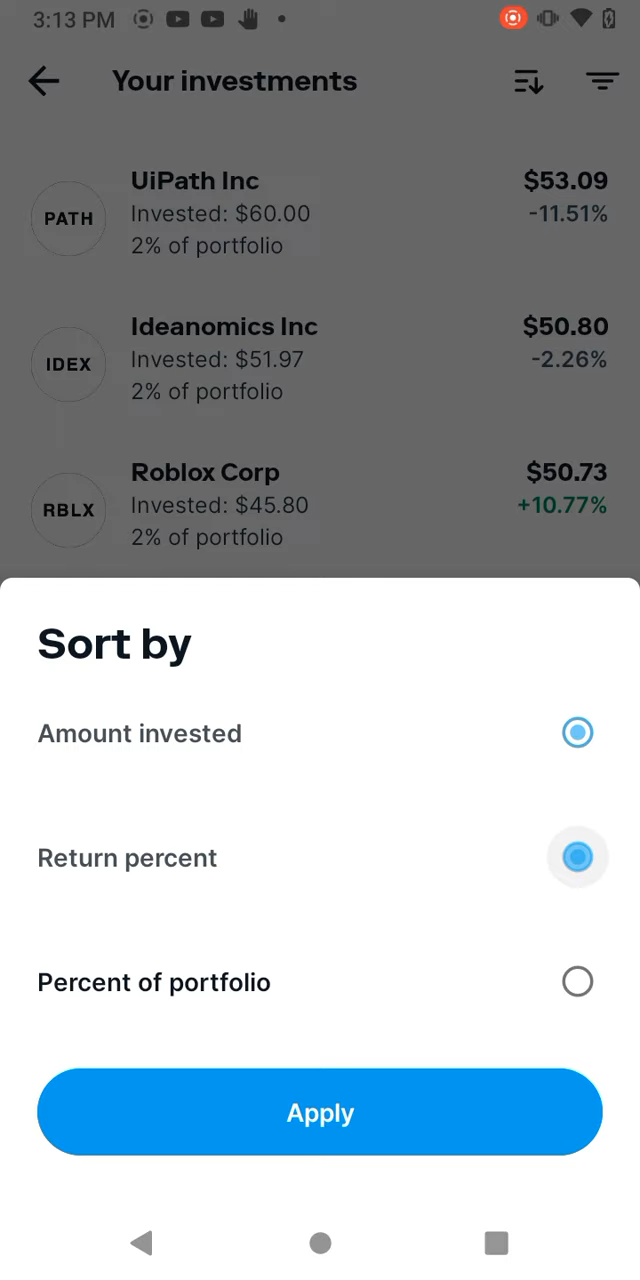 3:13 PM
Your investments
UiPath Inc $53.09
PATH Invested: $60.00 -11.51%
2% of portfolio
Ideanomics Inc $50.80
IDEX Invested: $51.97 -2.26%
2% of portfolio
Roblox Corp $50.73
RBLX Invested: $45.80 +10.77%
2% of portfolio
Sort by
Amount invested
Return percent
Percent of portfolio
Apply